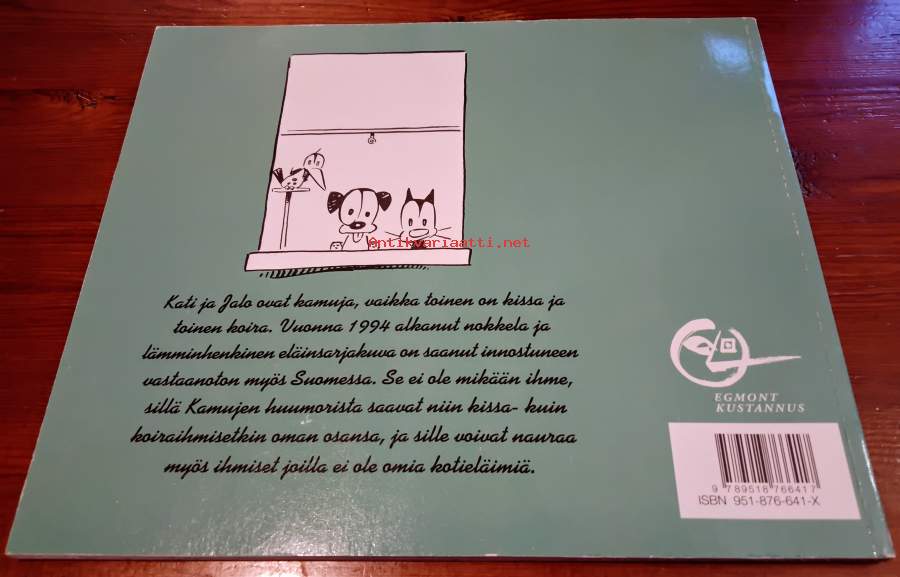 Antikvariaatti.net
Kati ja Jalo ovat kamuja, vaikka toinen on kissa ja
toinen koira. Vuonna 1994 alkanut nokkela ja
lämminhenkinen eläinsarjakuva on saanut innostuneen
vastaanoton myös Suomessa. Se ei ole mikään ihme,
sillä Kamujen huumorista saavat niin kissa- kuin
koiraihmisetkin oman osansa, ja sille voivat nauraa
myös ihmiset joilla ei ole omia kotieläimiä.
EGMONT
KUSTANNUS
9 789518 766417
ISBN 951-876-641-X